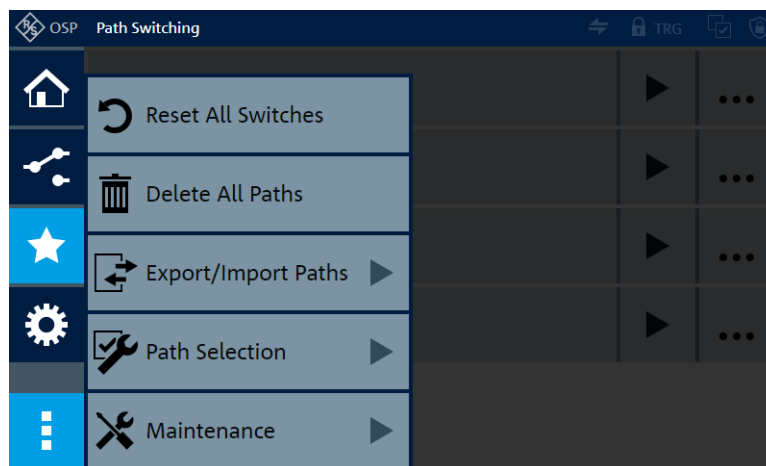 R&S OSP Path Switching TRG
Reset All Switches
Delete All Paths
Export/Import Paths
Path Selection
Maintenance